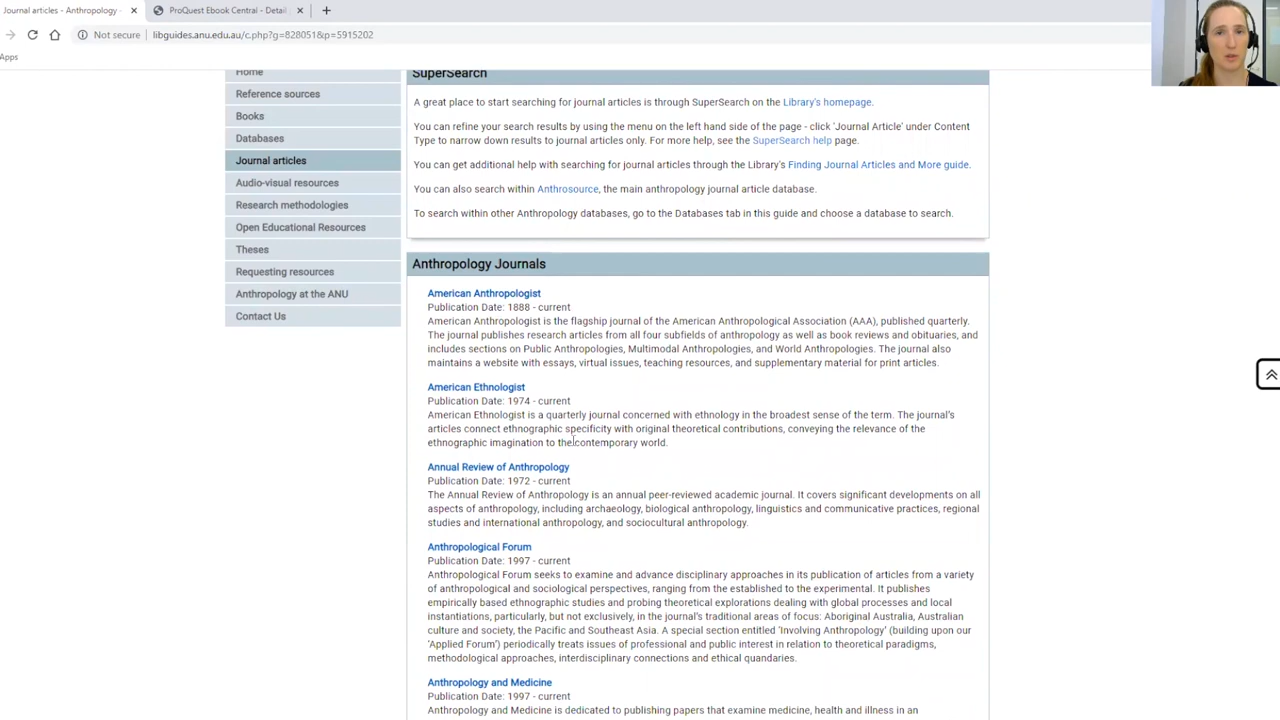 Journal articles - Anthropology -
ProQuest Ebook Central - Detail
Not secure
libguides.anu.edu.au/c.php?g=828051&p=5915202
Apps
Home
Reference sources
Books
Databases
Journal articles
Audio-visual resources
Research methodologies
Open Educational Resources
Theses
Requesting resources
Anthropology at the ANU
Contact Us
SuperSearch
A great place to start searching for journal articles is through SuperSearch on the Library's homepage.
You can refine your search results by using the menu on the left hand side of the page - click 'Journal Article' under Content
Type to narrow down results to journal articles only. For more help, see the SuperSearch help page.
You can get additional help with searching for journal articles through the Library's Finding Journal Articles and More guide.
You can also search within Anthrosource, the main anthropology journal article database.
To search within other Anthropology databases, go to the Databases tab in this guide and choose a database to search.
Anthropology Journals
American Anthropologist
Publication Date: 1888 - current
American Anthropologist is the flagship journal of the American Anthropological Association (AAA), published quarterly.
The journal publishes research articles from all four subfields of anthropology as well as book reviews and obituaries, and
includes sections on Public Anthropologies, Multimodal Anthropologies, and World Anthropologies. The journal also
maintains a website with essays, virtual issues, teaching resources, and supplementary material for print articles.
American Ethnologist
Publication Date: 1974 - current
American Ethnologist is a quarterly journal concerned with ethnology in the broadest sense of the term. The journal's
articles connect ethnographic specificity with original theoretical contributions, conveying the relevance of the
ethnographic imagination to the contemporary world.
Annual Review of Anthropology
Publication Date: 1972 - current
The Annual Review of Anthropology is an annual peer-reviewed academic journal. It covers significant developments on all
aspects of anthropology, including archaeology, biological anthropology, linguistics and communicative practices, regional
studies and international anthropology, and sociocultural anthropology.
Anthropological Forum
Publication Date: 1997 - current
Anthropological Forum seeks to examine and advance disciplinary approaches in its publication of articles from a variety
of anthropological and sociological perspectives, ranging from the established to the experimental. It publishes
empirically based ethnographic studies and probing theoretical explorations dealing with global processes and local
instantiations, particularly, but not exclusively, in the journal's traditional areas of focus: Aboriginal Australia, Australian
culture and society, the Pacific and Southeast Asia. A special section entitled 'Involving Anthropology' (building upon our
'Applied Forum') periodically treats issues of professional and public interest in relation to theoretical paradigms,
methodological approaches, interdisciplinary connections and ethical quandaries.
Anthropology and Medicine
Publication Date: 1997 - current
Anthropology and Medicine is dedicated to publishing papers that examine medicine, health and illness in an